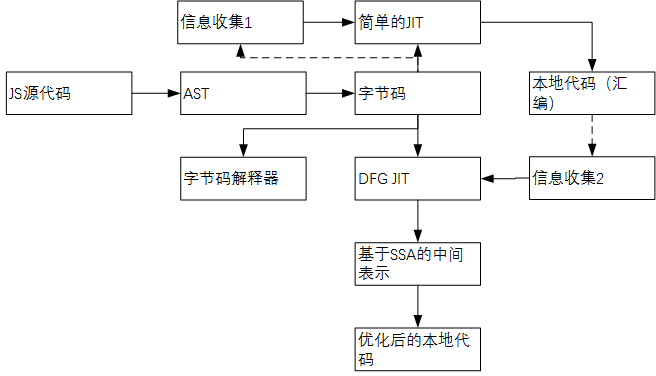 信息收集1
简单的JIT
JS源代码
AST
字节码
本地代码（汇
编）
字节码解释器
DFG JIT
信息收集2
基于SSA的中间
表示
优化后的本地代
码